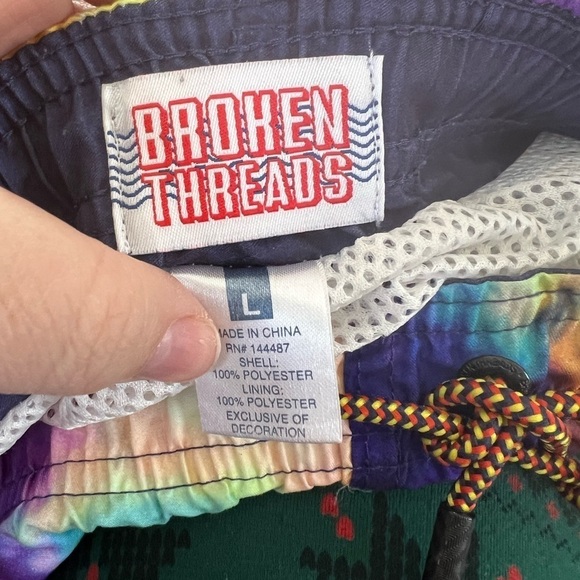 BROKEN
THREADS
L
MADE IN CHINA
RN# 144487
SHELL:
100% POLYESTER
LINING:
100% POLYESTER
EXCLUSIVE OF
DECORATION